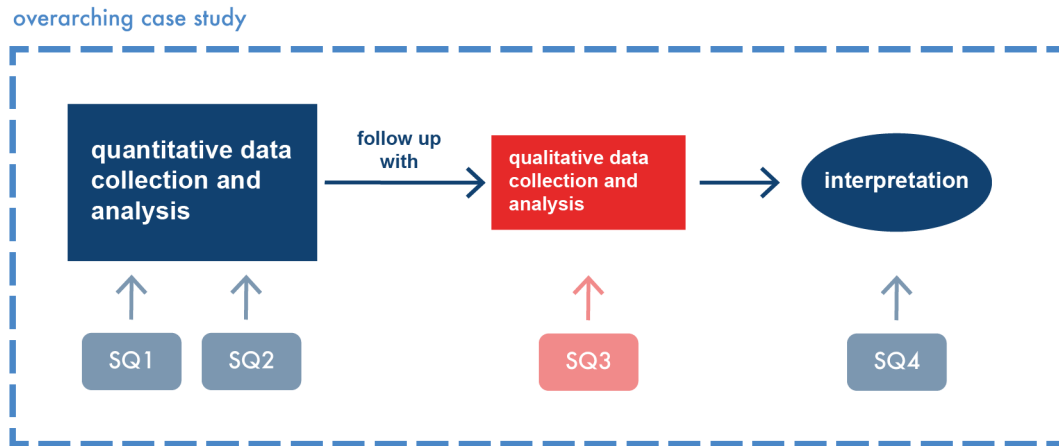 overarching case study
quantitative data
collection and
analysis
follow up
with
qualitative data
collection and
analysis
interpretation
SQ1
SQ2
SQ3
SQ4